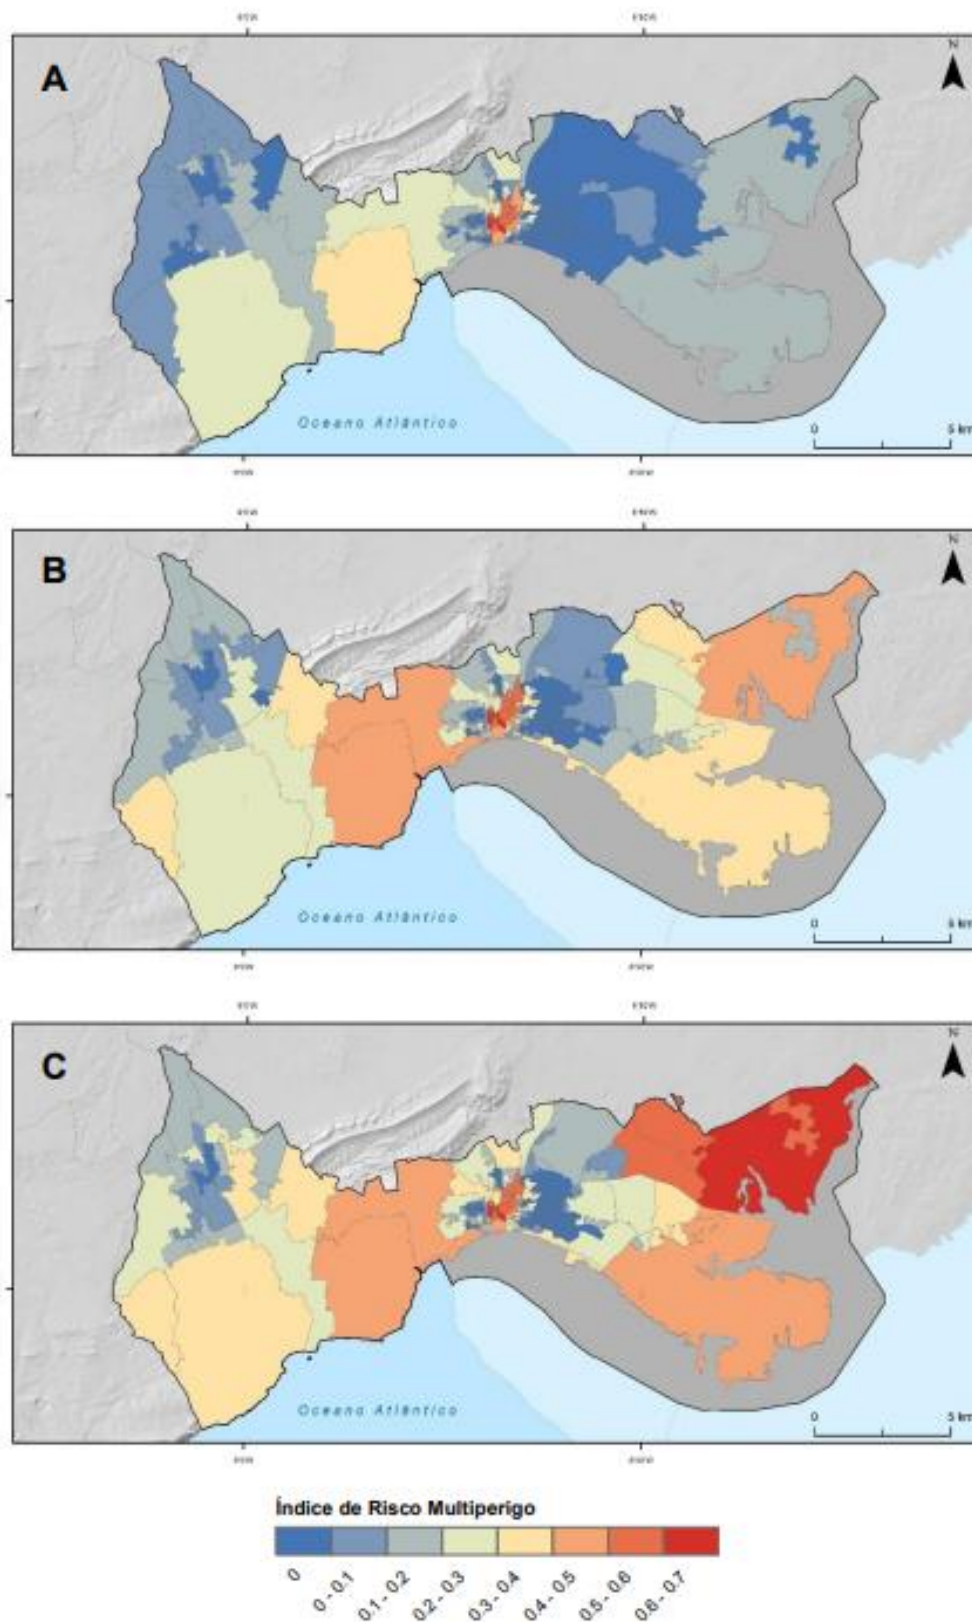 A
N
Oceano Atlântico
0
5 km
B
N
Oceano Atlântico
0
5 km
C
N
Oceano Atlântico
0
5 km
Índice de Risco Multiperigo
0
0 - 0.1
0.1 - 0.2
0.2 - 0.3
0.3 - 0.4
0.4 - 0.5
0.5 - 0.6
0.6 - 0.7